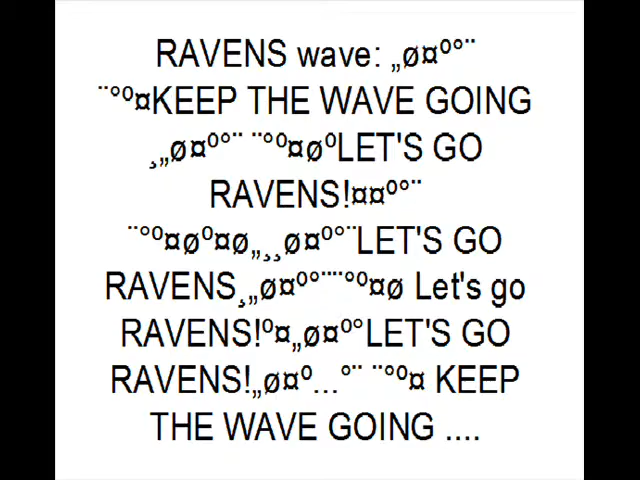 RAVENS wave: „ø¤º°¨
¨°º¤KEEP THE WAVE GOING
¸„ø¤º°¨ ¨°º¤øºLET'S GO
RAVENS!¤¤º°¨
¨°º¤øº¤ø„¸¸ø¤º°¨LET'S GO
RAVENS¸„ø¤º°¨¨°º¤ø Let's go
RAVENS!º¤„ø¤º°LET'S GO
RAVENS!„ø¤º...°¨ ¨°º¤ KEEP
THE WAVE GOING ....